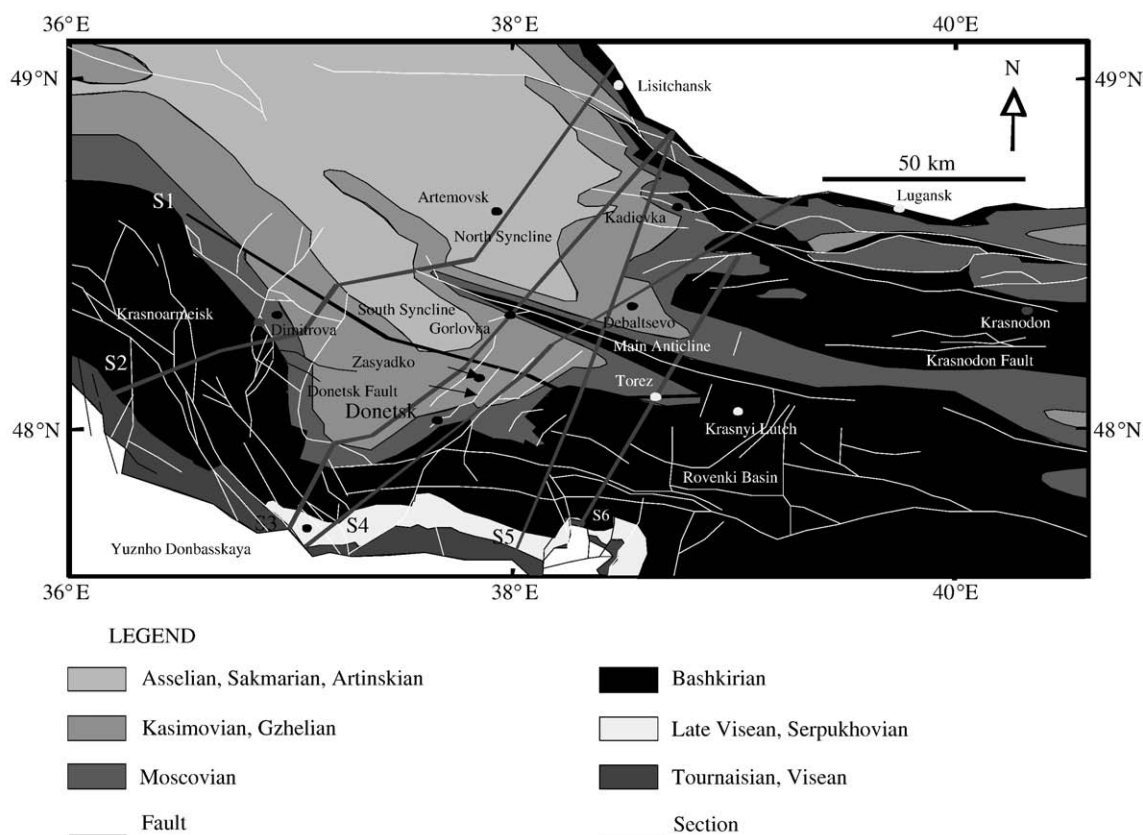 36°E 38°E 40°E
49°N 49°N
Lisitchansk
N
50 km
S1
Artemovsk
Kadievka
Lugansk
North Syncline
Krasnoarmeisk
South Syncline
Dimitrova
Gorlovka
Debaltsevo
Krasnodon
S2
Main Anticline
Krasnodon Fault
Zasyadko
Donetsk Fault
Torez
Donetsk
48°N 48°N
Krasnyi Lutch
Rovenki Basin
S3 S4 S5 S6
Yuznho Donbasskaya
36°E 38°E 40°E
LEGEND
Asselian, Sakmarian, Artinskian
Bashkirian
Kasimovian, Gzhelian
Late Visean, Serpukhovian
Moscovian
Tournaisian, Visean
Fault
Section